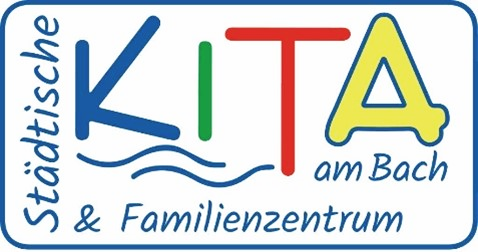 Städtische
KITA
am Bach
& Familienzentrum